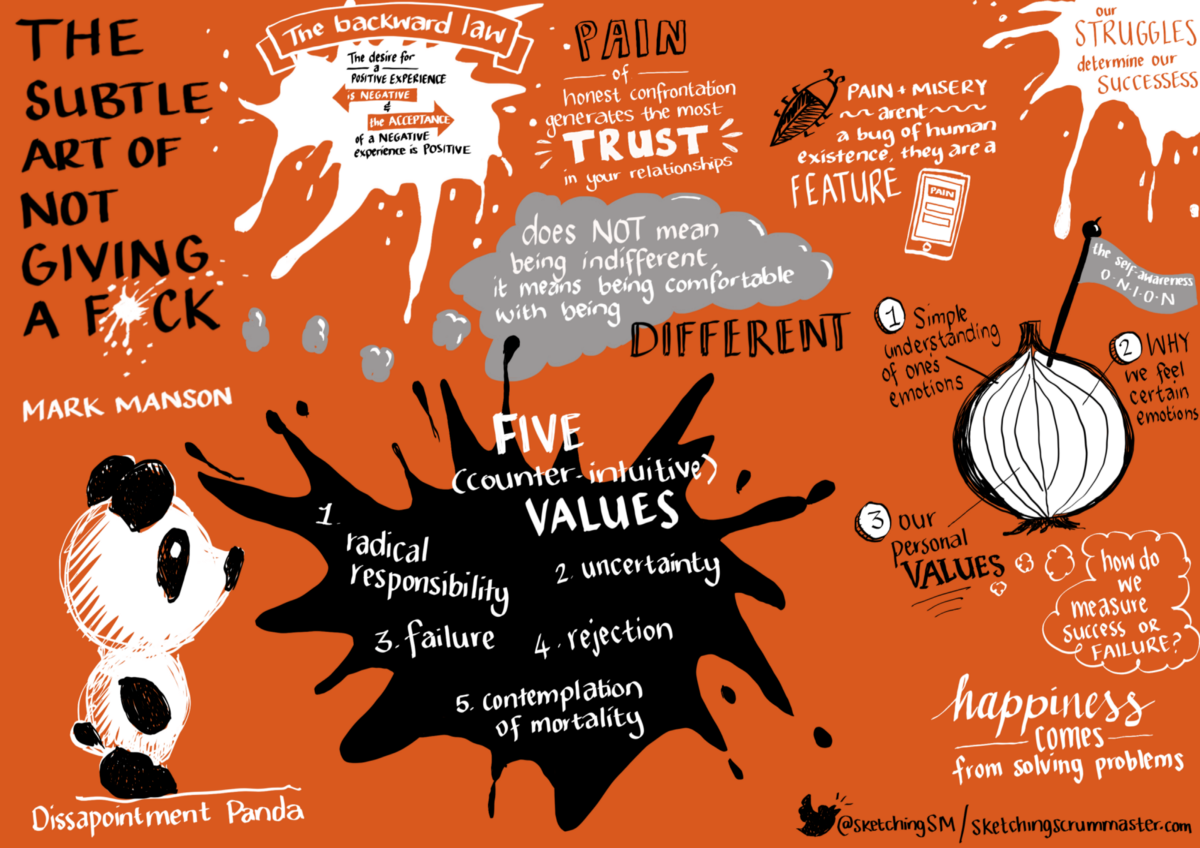 THE
SUBTLE
ART OF
NOT
GIVING
A F CK
MARK MANSON
The backward law
The desire for
a
POSITIVE EXPERIENCE
is NEGATIVE
&
the ACCEPTANCE
of a NEGATIVE
experience is POSITIVE
PAIN
of
honest confrontation
generates the most
TRUST
in your relationships
PAIN + MISERY
arent
a bug of human
existence, they are a
FEATURE
PAIN
our
STRUGGLES
determine our
SUCCESSESS
does NOT mean
being indifferent,
it means being comfortable
with being
DIFFERENT
the self-awareness
O·N·I·O·N
1 Simple
understanding
of one's
emotions
2 WHY
we feel
certain
emotions
3 our
personal
VALUES
how do
we
measure
success OR
FAILURE?
FIVE
(counter-intuitive)
VALUES
1.
radical
responsibility
2. uncertainty
3. failure
4. rejection
5. contemplation
of mortality
happiness
comes
from solving problems
Dissapointment Panda
@sketchingSM/sketchingscrummaster.com